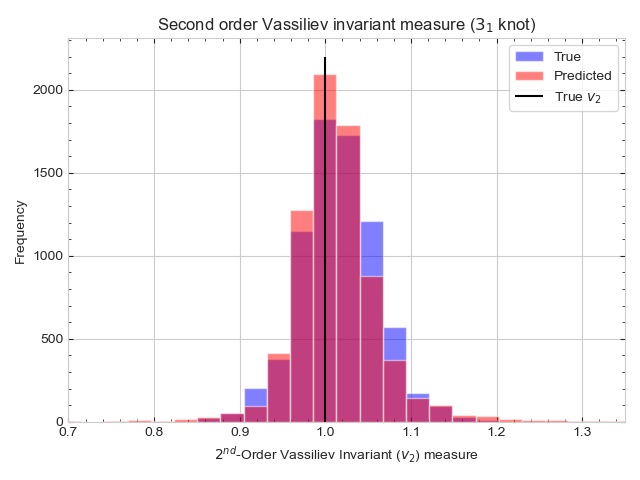 Second order Vassiliev invariant measure (3₁ knot)
True
Predicted
True v₂
Frequency
2000
1500
1000
500
0
0.7 0.8 0.9 1.0 1.1 1.2 1.3
2ⁿᵈ-Order Vassiliev Invariant (v₂) measure